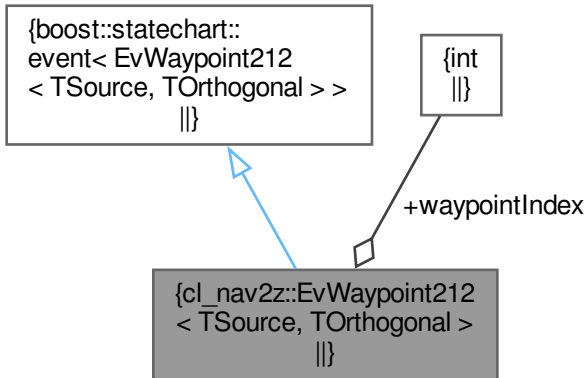 {boost::statechart::
event< EvWaypoint212
< TSource, TOrthogonal > >
||}
{int
||}
+waypointIndex
{cl_nav2z::EvWaypoint212
< TSource, TOrthogonal >
||}